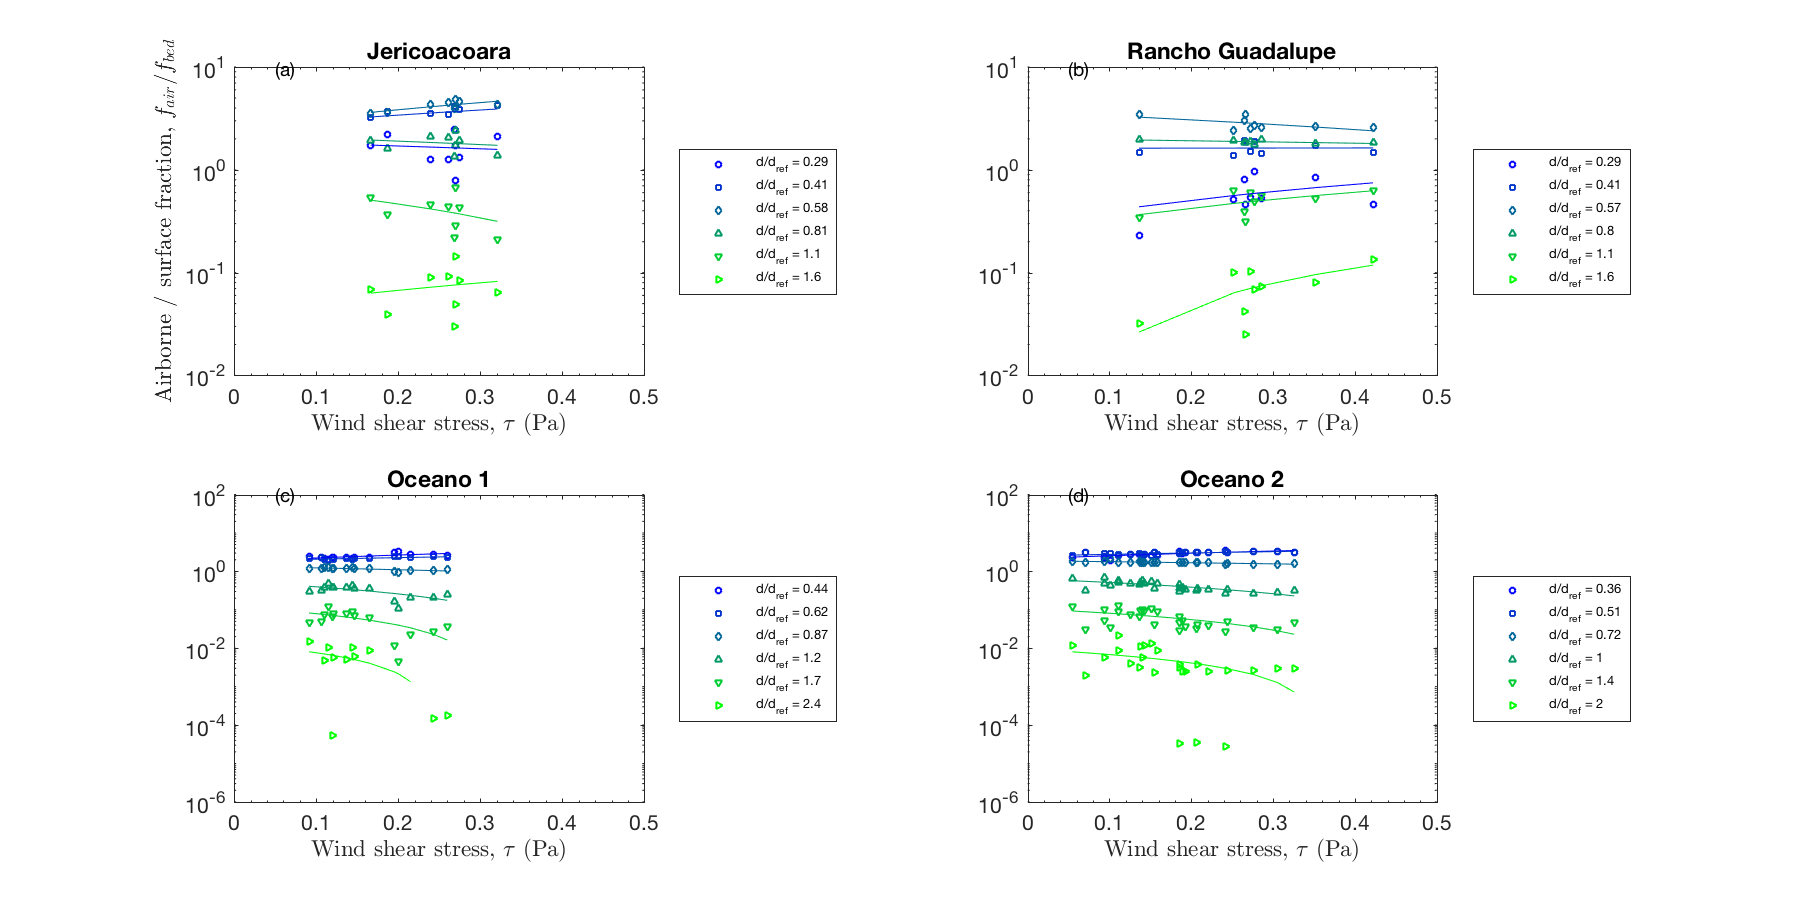 Jericoacoara
(a)
Airborne / surface fraction, f_air/f_bed
10^1
10^0
10^-1
10^-2
0 0.1 0.2 0.3 0.4 0.5
Wind shear stress, τ (Pa)
d/d_ref = 0.29
d/d_ref = 0.41
d/d_ref = 0.58
d/d_ref = 0.81
d/d_ref = 1.1
d/d_ref = 1.6
Rancho Guadalupe
(b)
10^1
10^0
10^-1
10^-2
0 0.1 0.2 0.3 0.4 0.5
Wind shear stress, τ (Pa)
d/d_ref = 0.29
d/d_ref = 0.41
d/d_ref = 0.57
d/d_ref = 0.8
d/d_ref = 1.1
d/d_ref = 1.6
Oceano 1
(c)
10^2
10^0
10^-2
10^-4
10^-6
0 0.1 0.2 0.3 0.4 0.5
Wind shear stress, τ (Pa)
d/d_ref = 0.44
d/d_ref = 0.62
d/d_ref = 0.87
d/d_ref = 1.2
d/d_ref = 1.7
d/d_ref = 2.4
Oceano 2
(d)
10^2
10^0
10^-2
10^-4
10^-6
0 0.1 0.2 0.3 0.4 0.5
Wind shear stress, τ (Pa)
d/d_ref = 0.36
d/d_ref = 0.51
d/d_ref = 0.72
d/d_ref = 1
d/d_ref = 1.4
d/d_ref = 2